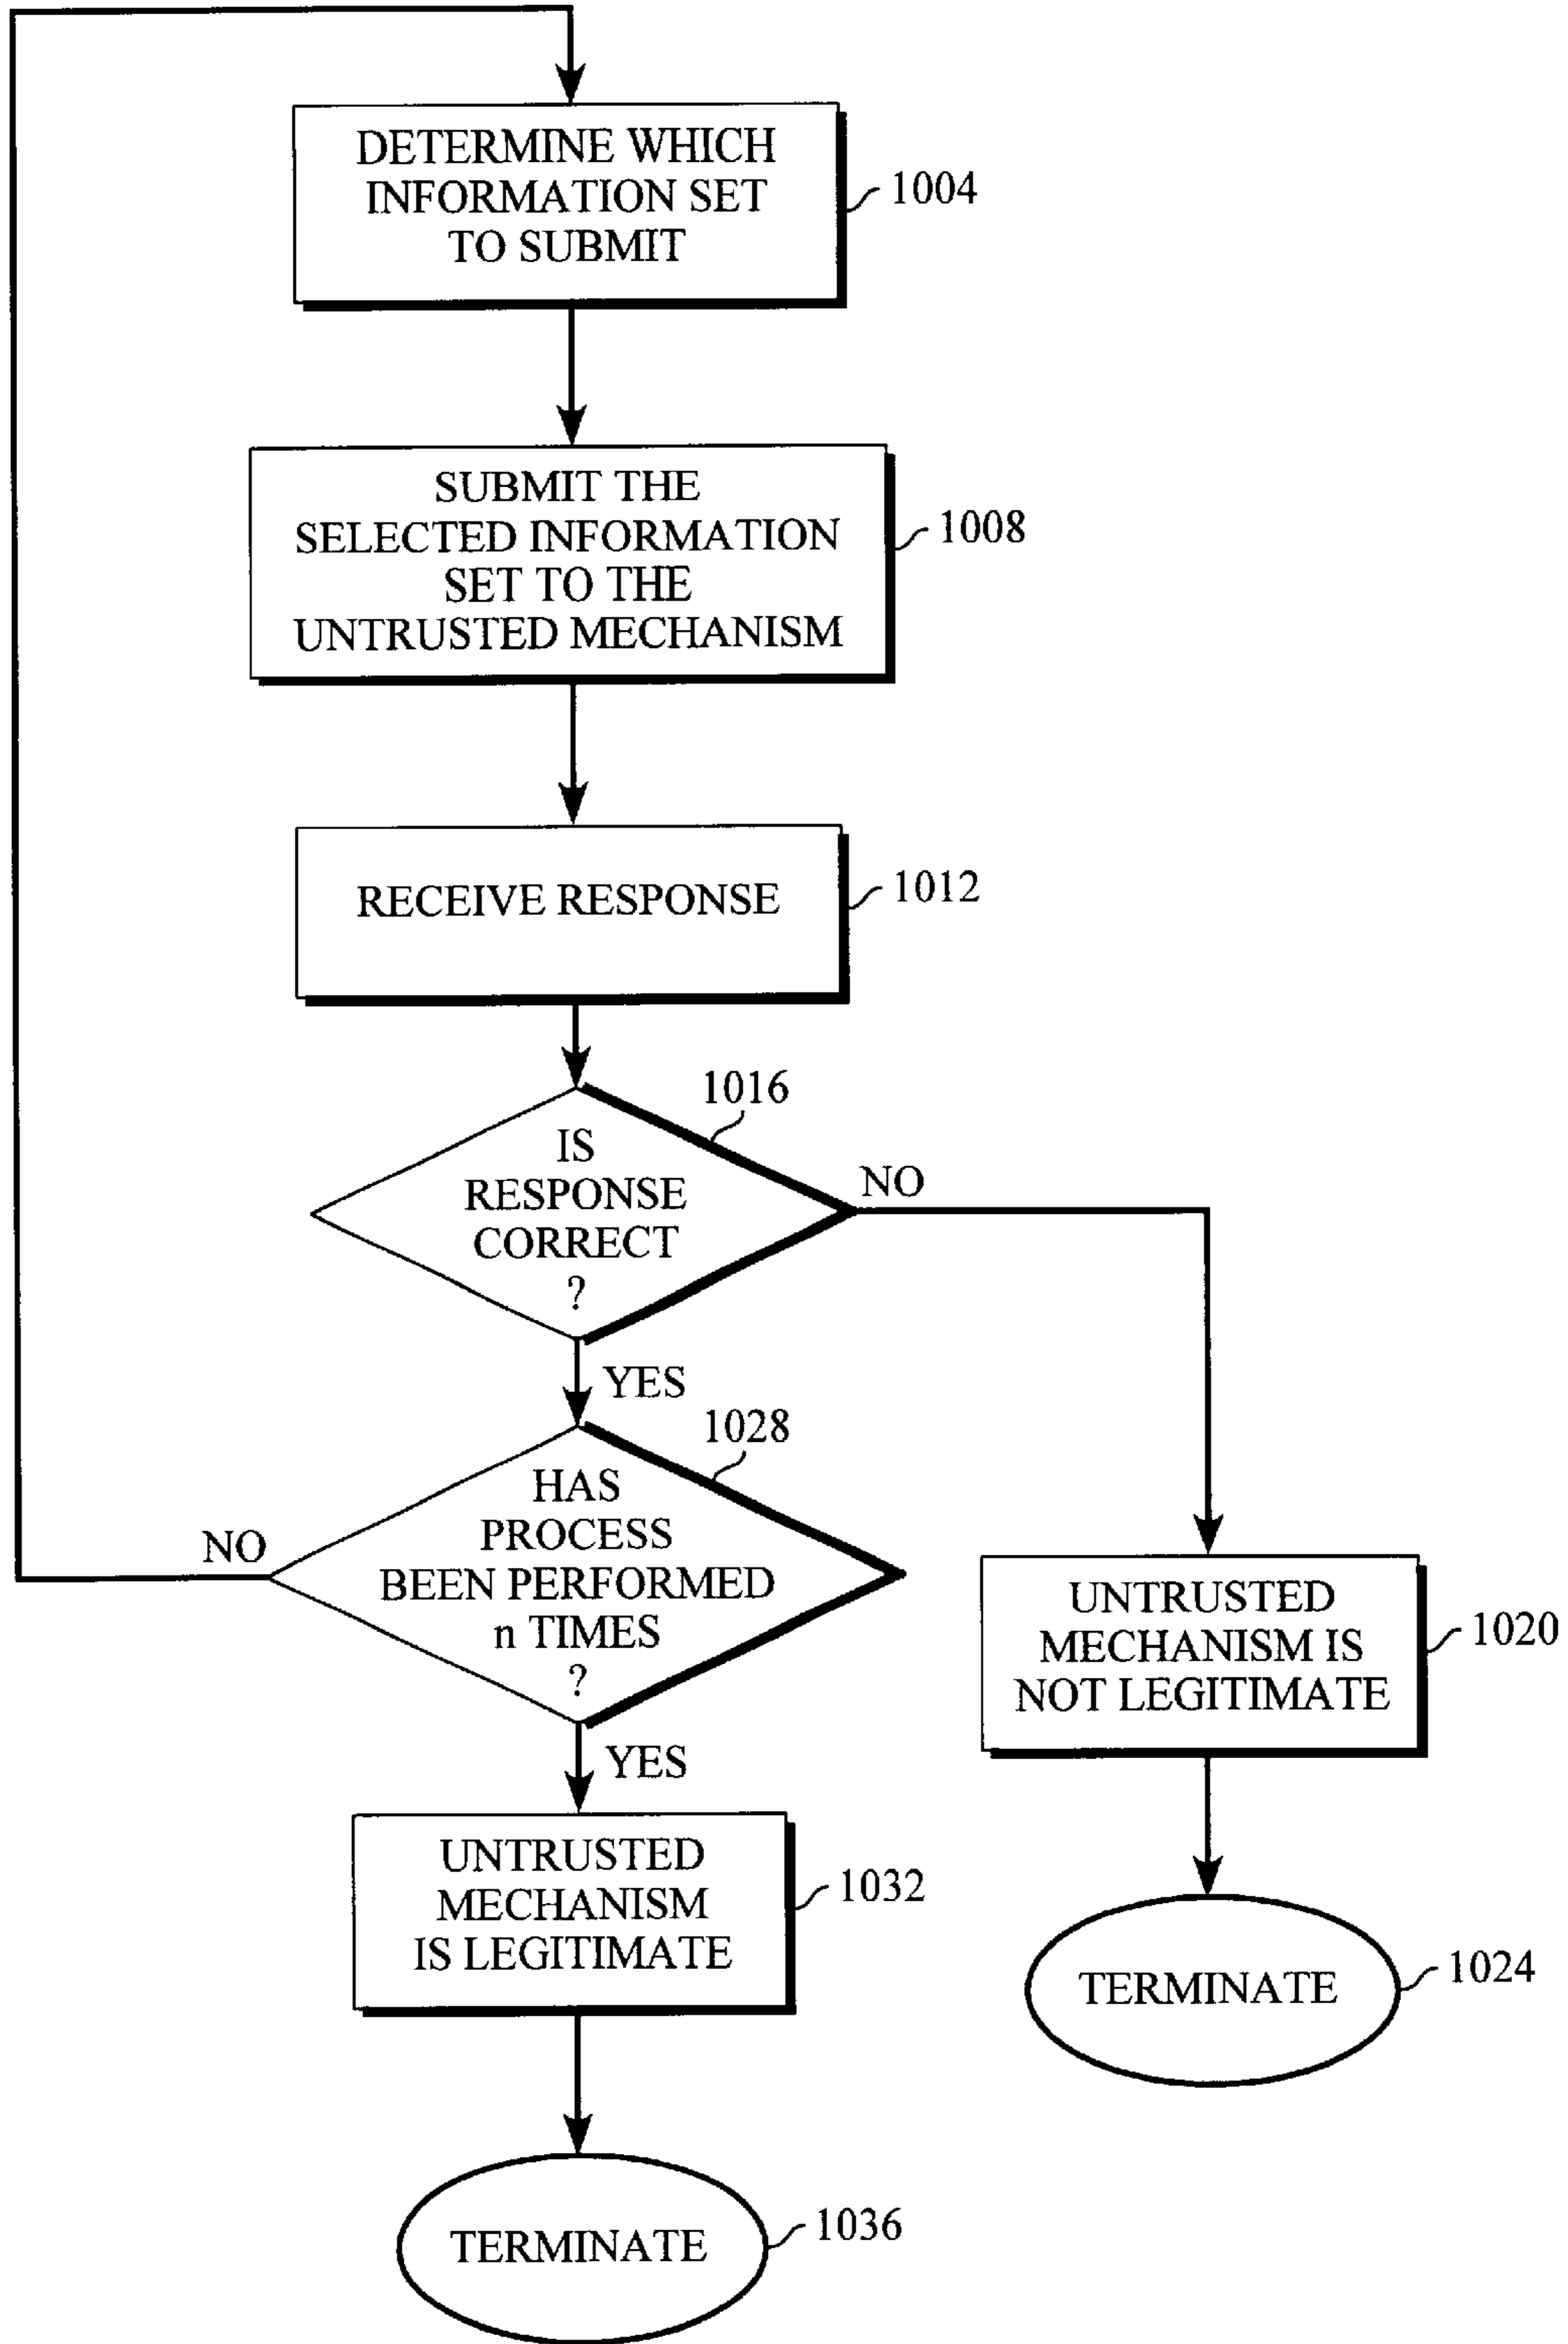 DETERMINE WHICH
INFORMATION SET
TO SUBMIT
1004
SUBMIT THE
SELECTED INFORMATION
SET TO THE
UNTRUSTED MECHANISM
1008
RECEIVE RESPONSE
1012
1016
IS
RESPONSE
CORRECT
?
NO
YES
1028
HAS
PROCESS
BEEN PERFORMED
n TIMES
?
NO
YES
UNTRUSTED
MECHANISM IS
NOT LEGITIMATE
1020
UNTRUSTED
MECHANISM
IS LEGITIMATE
1032
TERMINATE
1024
TERMINATE
1036